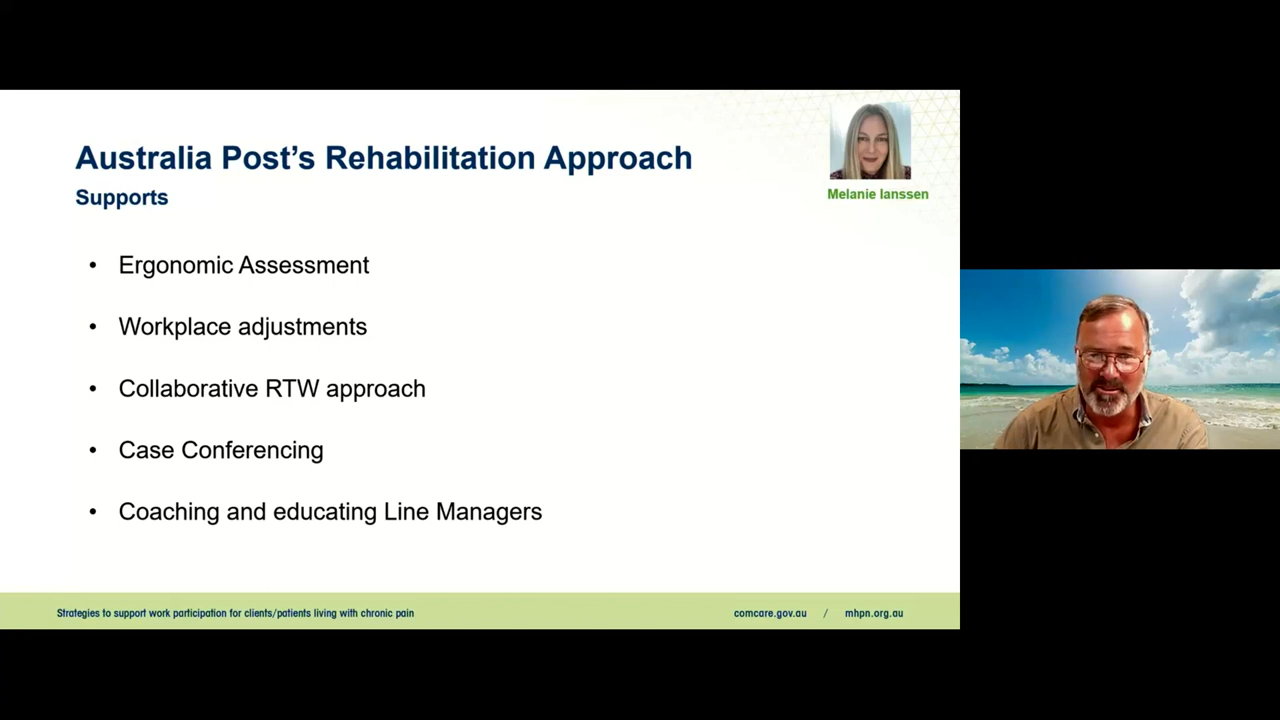 Australia Post's Rehabilitation Approach
Supports
Melanie Ianssen
• Ergonomic Assessment
• Workplace adjustments
• Collaborative RTW approach
• Case Conferencing
• Coaching and educating Line Managers
Strategies to support work participation for clients/patients living with chronic pain
comcare.gov.au / mhpn.org.au